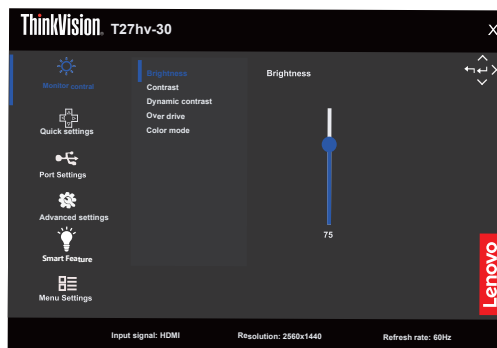 ThinkVision. T27hv-30
X
Monitor control
Quick settings
Port Settings
Advanced settings
Smart Feature
Menu Settings
Brightness
Contrast
Dynamic contrast
Over drive
Color mode
Brightness
75
Lenovo
Input signal: HDMI
Resolution: 2560x1440
Refresh rate: 60Hz